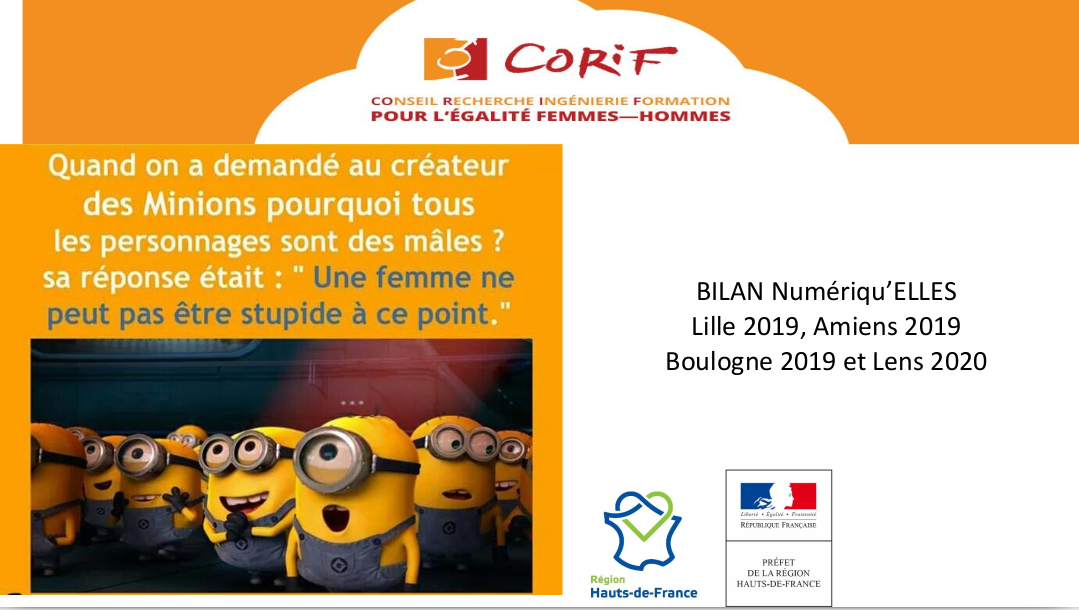 CORiF
CONSEIL RECHERCHE INGÉNIERIE FORMATION
POUR L'ÉGALITÉ FEMMES—HOMMES
Quand on a demandé au créateur
des Minions pourquoi tous
les personnages sont des mâles ?
sa réponse était : " Une femme ne
peut pas être stupide à ce point."
BILAN Numériqu’ELLES
Lille 2019, Amiens 2019
Boulogne 2019 et Lens 2020
Région
Hauts-de-France
Liberté • Égalité • Fraternité
RÉPUBLIQUE FRANÇAISE
PRÉFET
DE LA RÉGION
HAUTS-DE-FRANCE